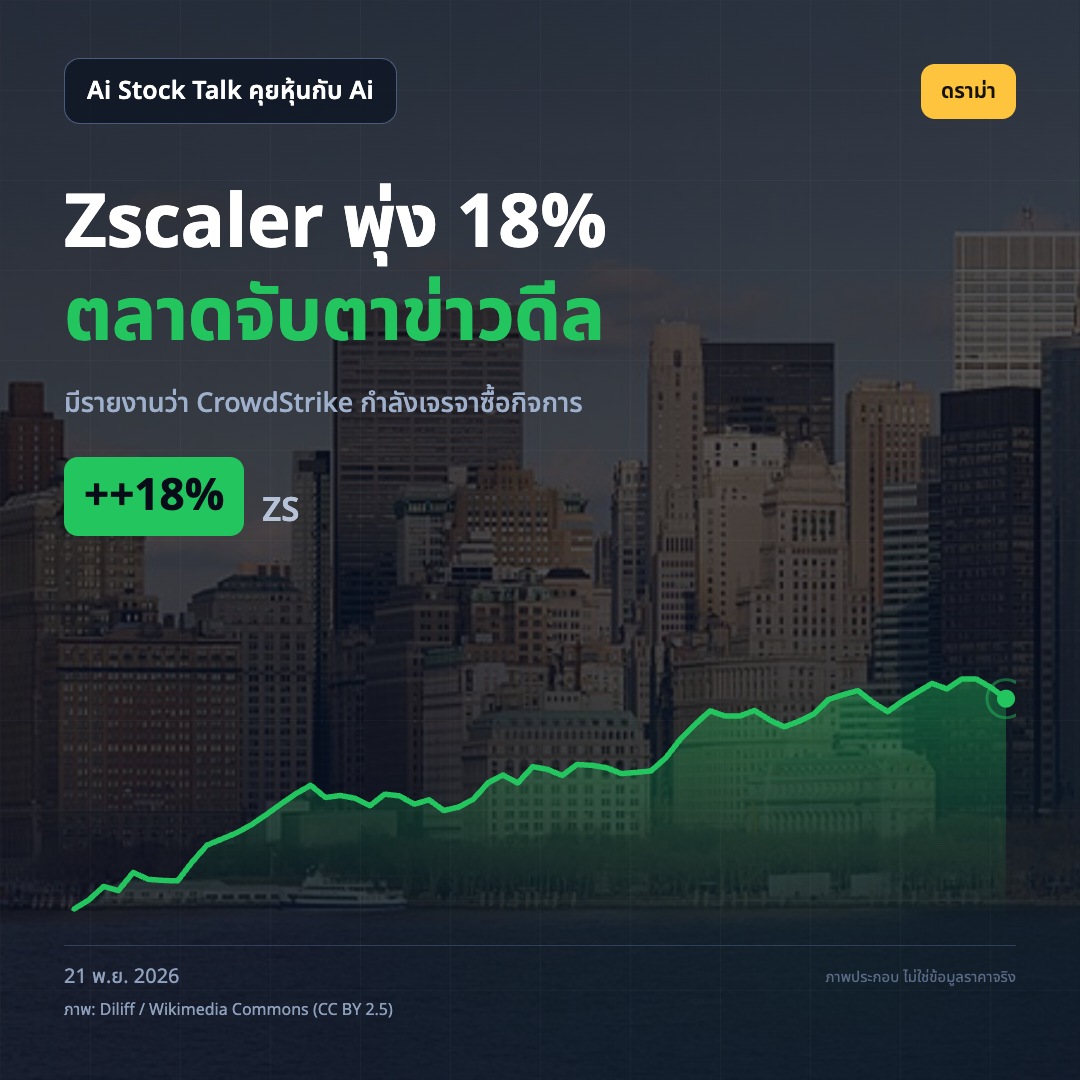 Ai Stock Talk คุยหุ้นกับ Ai
ดราม่า
Zscaler พุ่ง 18%
ตลาดจับตาข่าวดีล
มีรายงานว่า CrowdStrike กำลังเจรจาซื้อกิจการ
++18%
ZS
21 พ.ย. 2026
ภาพประกอบ ไม่ใช่ข้อมูลราคาจริง
ภาพ: Diliff / Wikimedia Commons (CC BY 2.5)